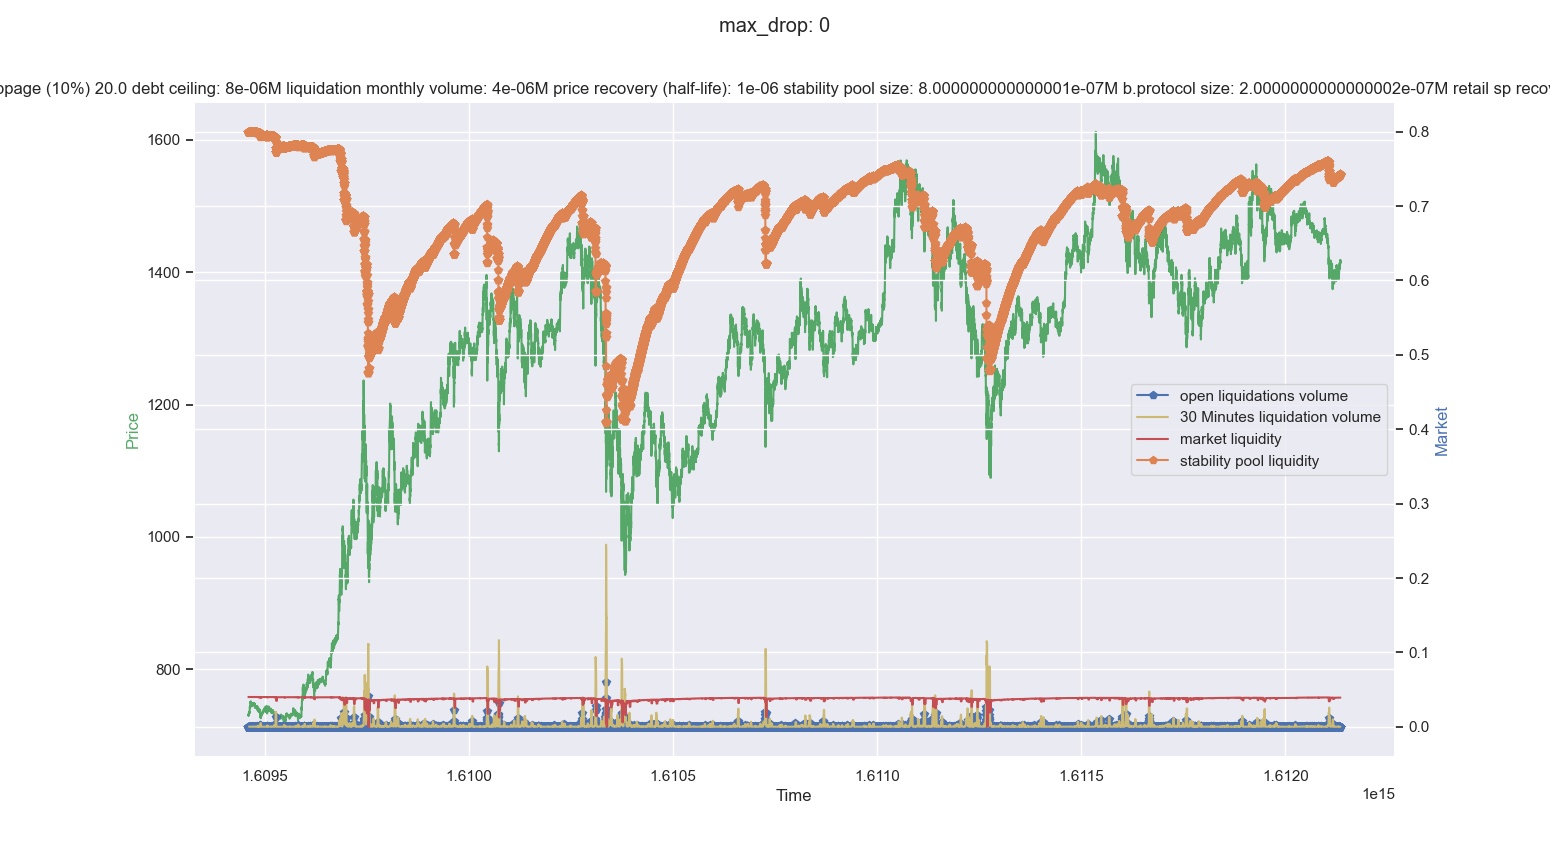 max_drop: 0
opage (10%) 20.0 debt ceiling: 8e-06M liquidation monthly volume: 4e-06M price recovery (half-life): 1e-06 stability pool size: 8.000000000000001e-07M b.protocol size: 2.0000000000000002e-07M retail sp recov
1600
1400
1200
1000
800
Price
0.8
0.7
0.6
0.5
0.4
0.3
0.2
0.1
0.0
Market
open liquidations volume
30 Minutes liquidation volume
market liquidity
stability pool liquidity
1.6095 1.6100 1.6105 1.6110 1.6115 1.6120
Time
1e15